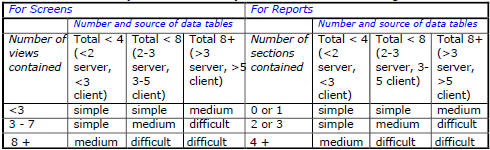 For Screens For Reports
Number and source of data tables Number and source of data tables
Number of Total < 4 Total < 8 Total 8+ Number of Total < 4 Total < 8 Total 8+
views (<2 (2-3 (>3 sections (<2 (2-3 (>3
contained server, server, server, >5 contained server, server, 3- server,
<3 3-5 client) <3 5 client) >5
client) client) client) client)
<3 simple simple medium 0 or 1 simple simple medium
3 - 7 simple medium difficult 2 or 3 simple medium difficult
8 + medium difficult difficult 4 + medium difficult difficult